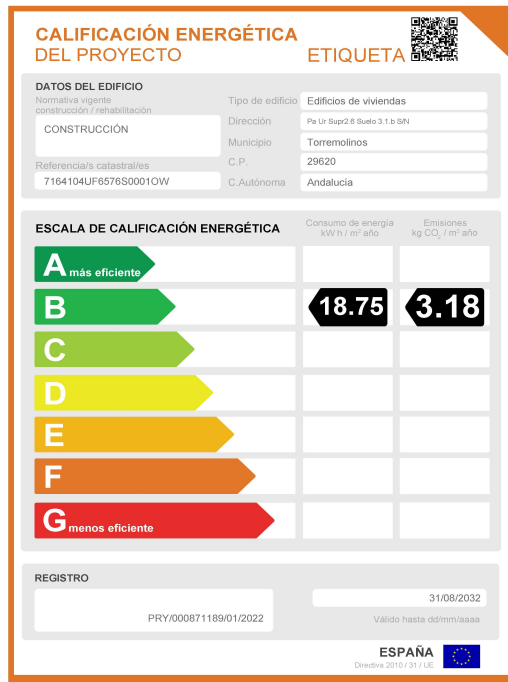 CALIFICACIÓN ENERGÉTICA
DEL PROYECTO
ETIQUETA
DATOS DEL EDIFICIO
Normativa vigente
construcción / rehabilitación
CONSTRUCCIÓN
Referencia/s catastral/es
7164104UF6576S0001OW
Tipo de edificio
Edificios de viviendas
Dirección
Pa Ur Supr2.6 Suelo 3.1.b S/N
Municipio
Torremolinos
C.P.
29620
C.Autónoma
Andalucia
ESCALA DE CALIFICACIÓN ENERGÉTICA
Consumo de energía
kW h / m² año
Emisiones
kg CO₂ / m² año
A más eficiente
B
18.75
3.18
C
D
E
F
G menos eficiente
REGISTRO
PRY/000871189/01/2022
31/08/2032
Válido hasta dd/mm/aaaa
ESPAÑA
Directiva 2010 / 31 / UE